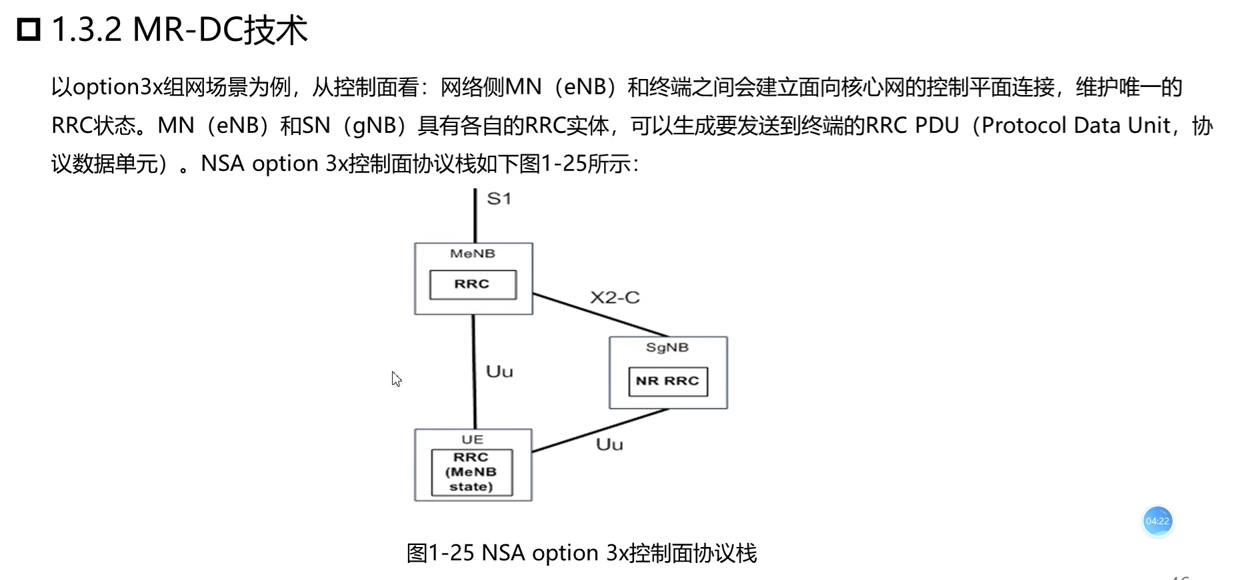 1.3.2 MR-DC技术
以option3x组网场景为例，从控制面看：网络侧MN（eNB）和终端之间会建立面向核心网的控制平面连接，维护唯一的
RRC状态。MN（eNB）和SN（gNB）具有各自的RRC实体，可以生成要发送到终端的RRC PDU（Protocol Data Unit，协
议数据单元）。NSA option 3x控制面协议栈如下图1-25所示：
S1
MeNB
RRC
X2-C
SgNB
NR RRC
Uu
UE
RRC
(MeNB
state)
Uu
04:22
图1-25 NSA option 3x控制面协议栈